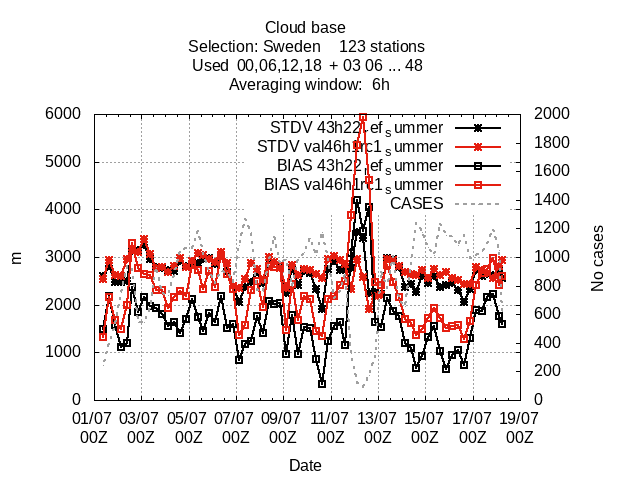 Cloud base
Selection: Sweden 123 stations
Used 00,06,12,18 + 03 06 ... 48
Averaging window: 6h
STDV 43h22ref_summer
STDV val46h1rc1_summer
BIAS 43h22ref_summer
BIAS val46h1rc1_summer
CASES
6000
5000
4000
3000
2000
1000
0
m
2000
1800
1600
1400
1200
1000
800
600
400
200
0
No cases
01/07 03/07 05/07 07/07 09/07 11/07 13/07 15/07 17/07 19/07
00Z 00Z 00Z 00Z 00Z 00Z 00Z 00Z 00Z 00Z
Date